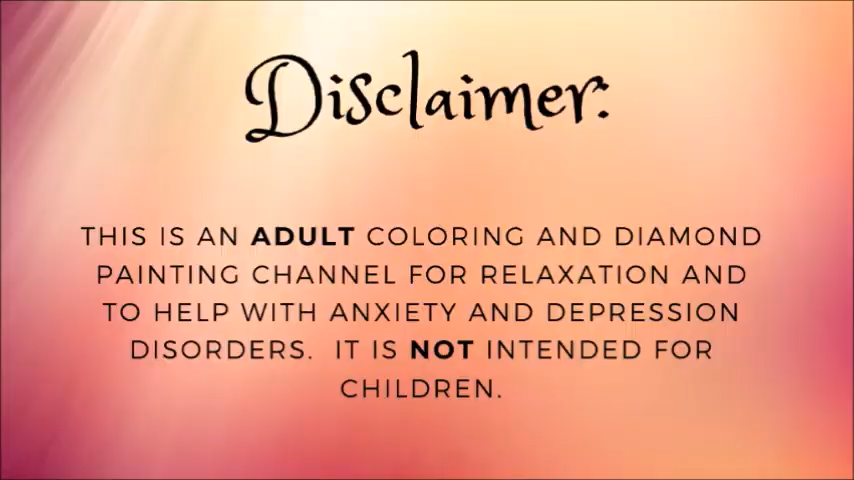 Disclaimer:
THIS IS AN ADULT COLORING AND DIAMOND
PAINTING CHANNEL FOR RELAXATION AND
TO HELP WITH ANXIETY AND DEPRESSION
DISORDERS.  IT IS NOT INTENDED FOR
CHILDREN.